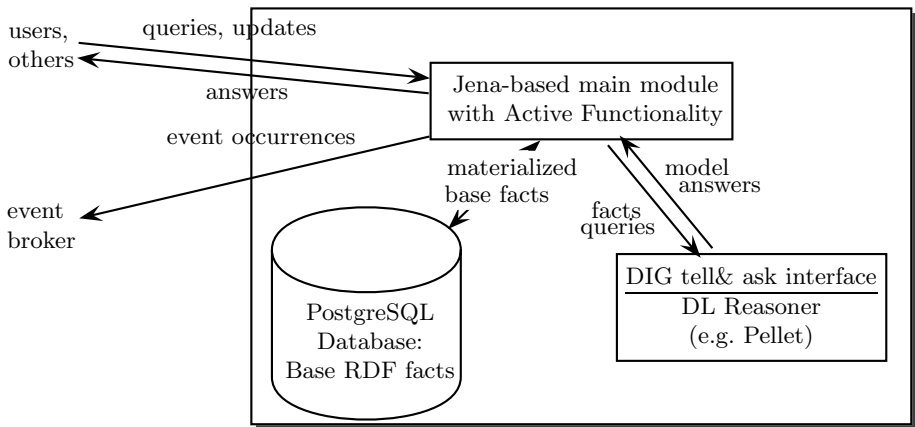 users,
others
queries, updates
answers
event occurrences
event
broker
Jena-based main module
with Active Functionality
materialized
base facts
model
answers
facts
queries
DIG tell& ask interface
DL Reasoner
(e.g. Pellet)
PostgreSQL
Database:
Base RDF facts